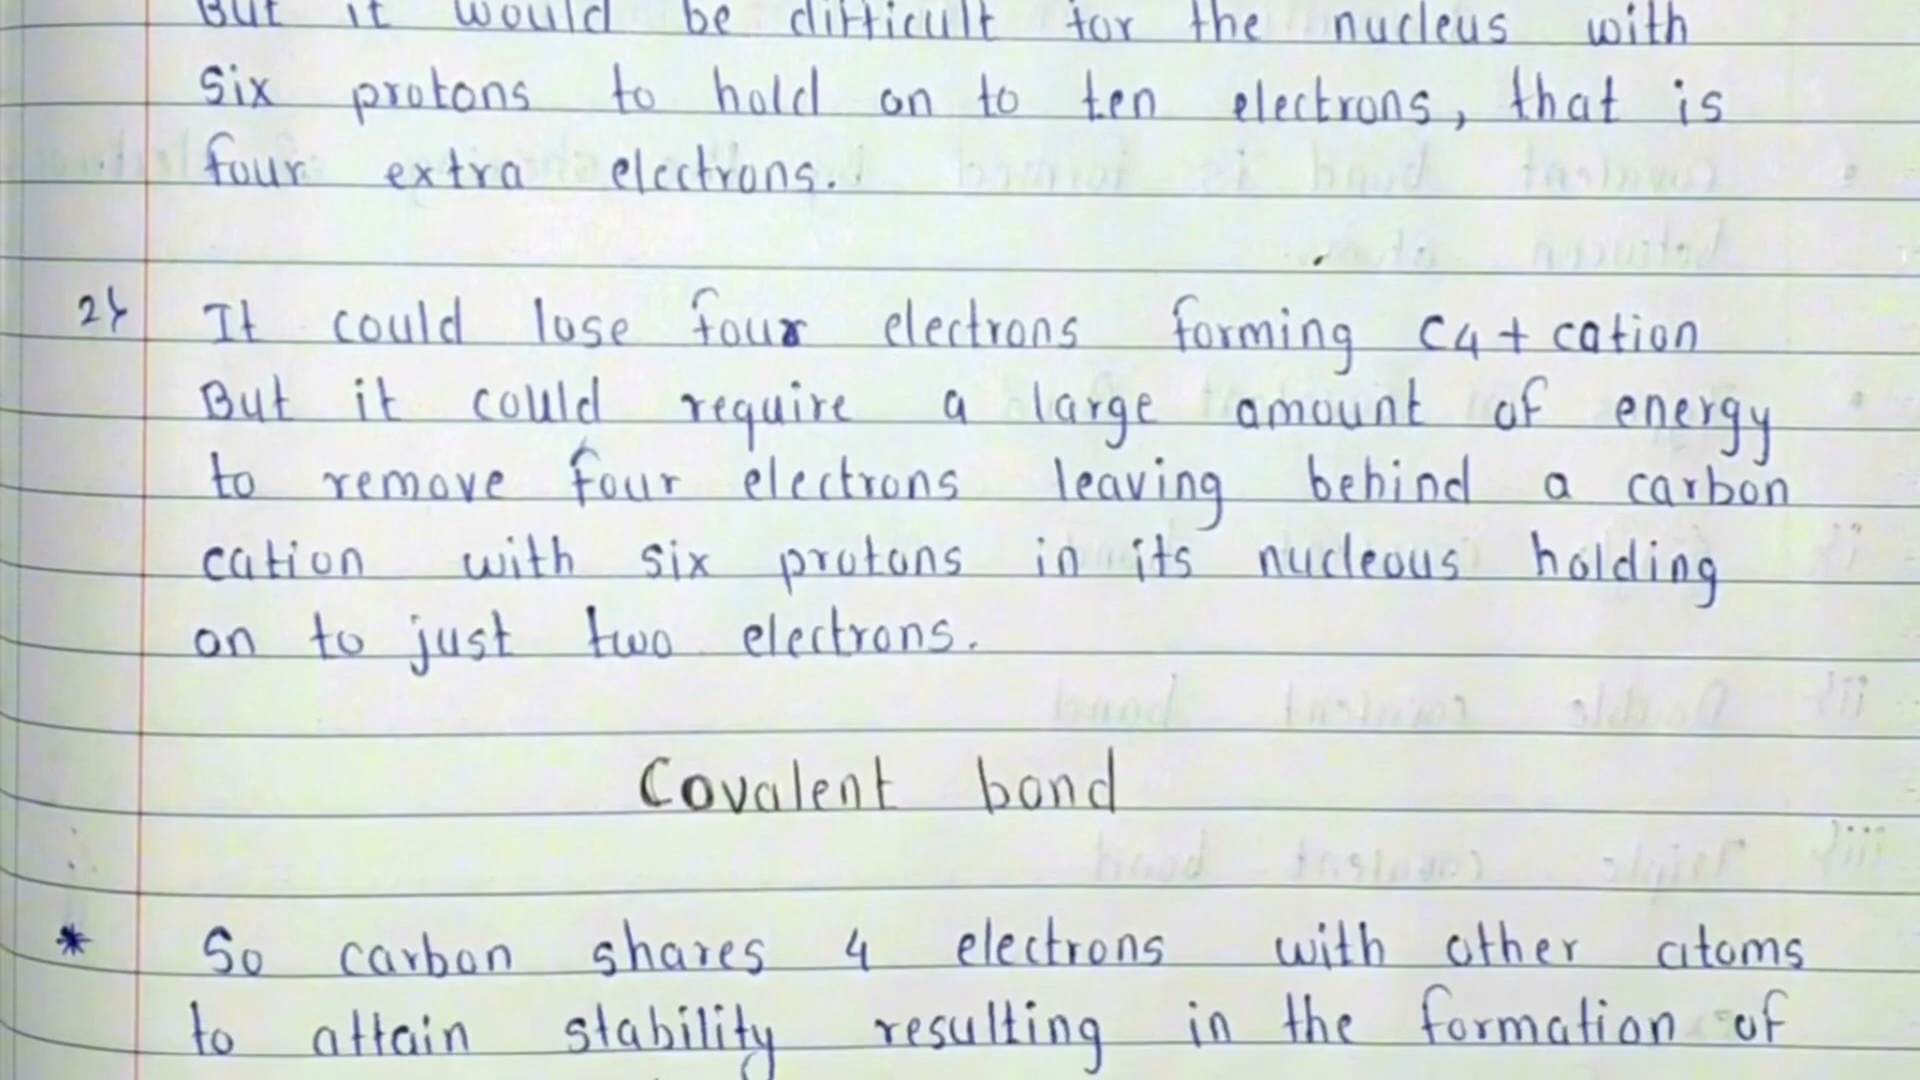 But it would be difficult for the nucleus with
six protons to hold on to ten electrons, that is
four extra electrons.
2} It could lose four electrons forming C4+ cation
But it could require a large amount of energy
to remove four electrons leaving behind a carbon
cation with six protons in its nucleous holding
on to just two electrons.
Covalent bond
* So carbon shares 4 electrons with other atoms
to attain stability resulting in the formation of